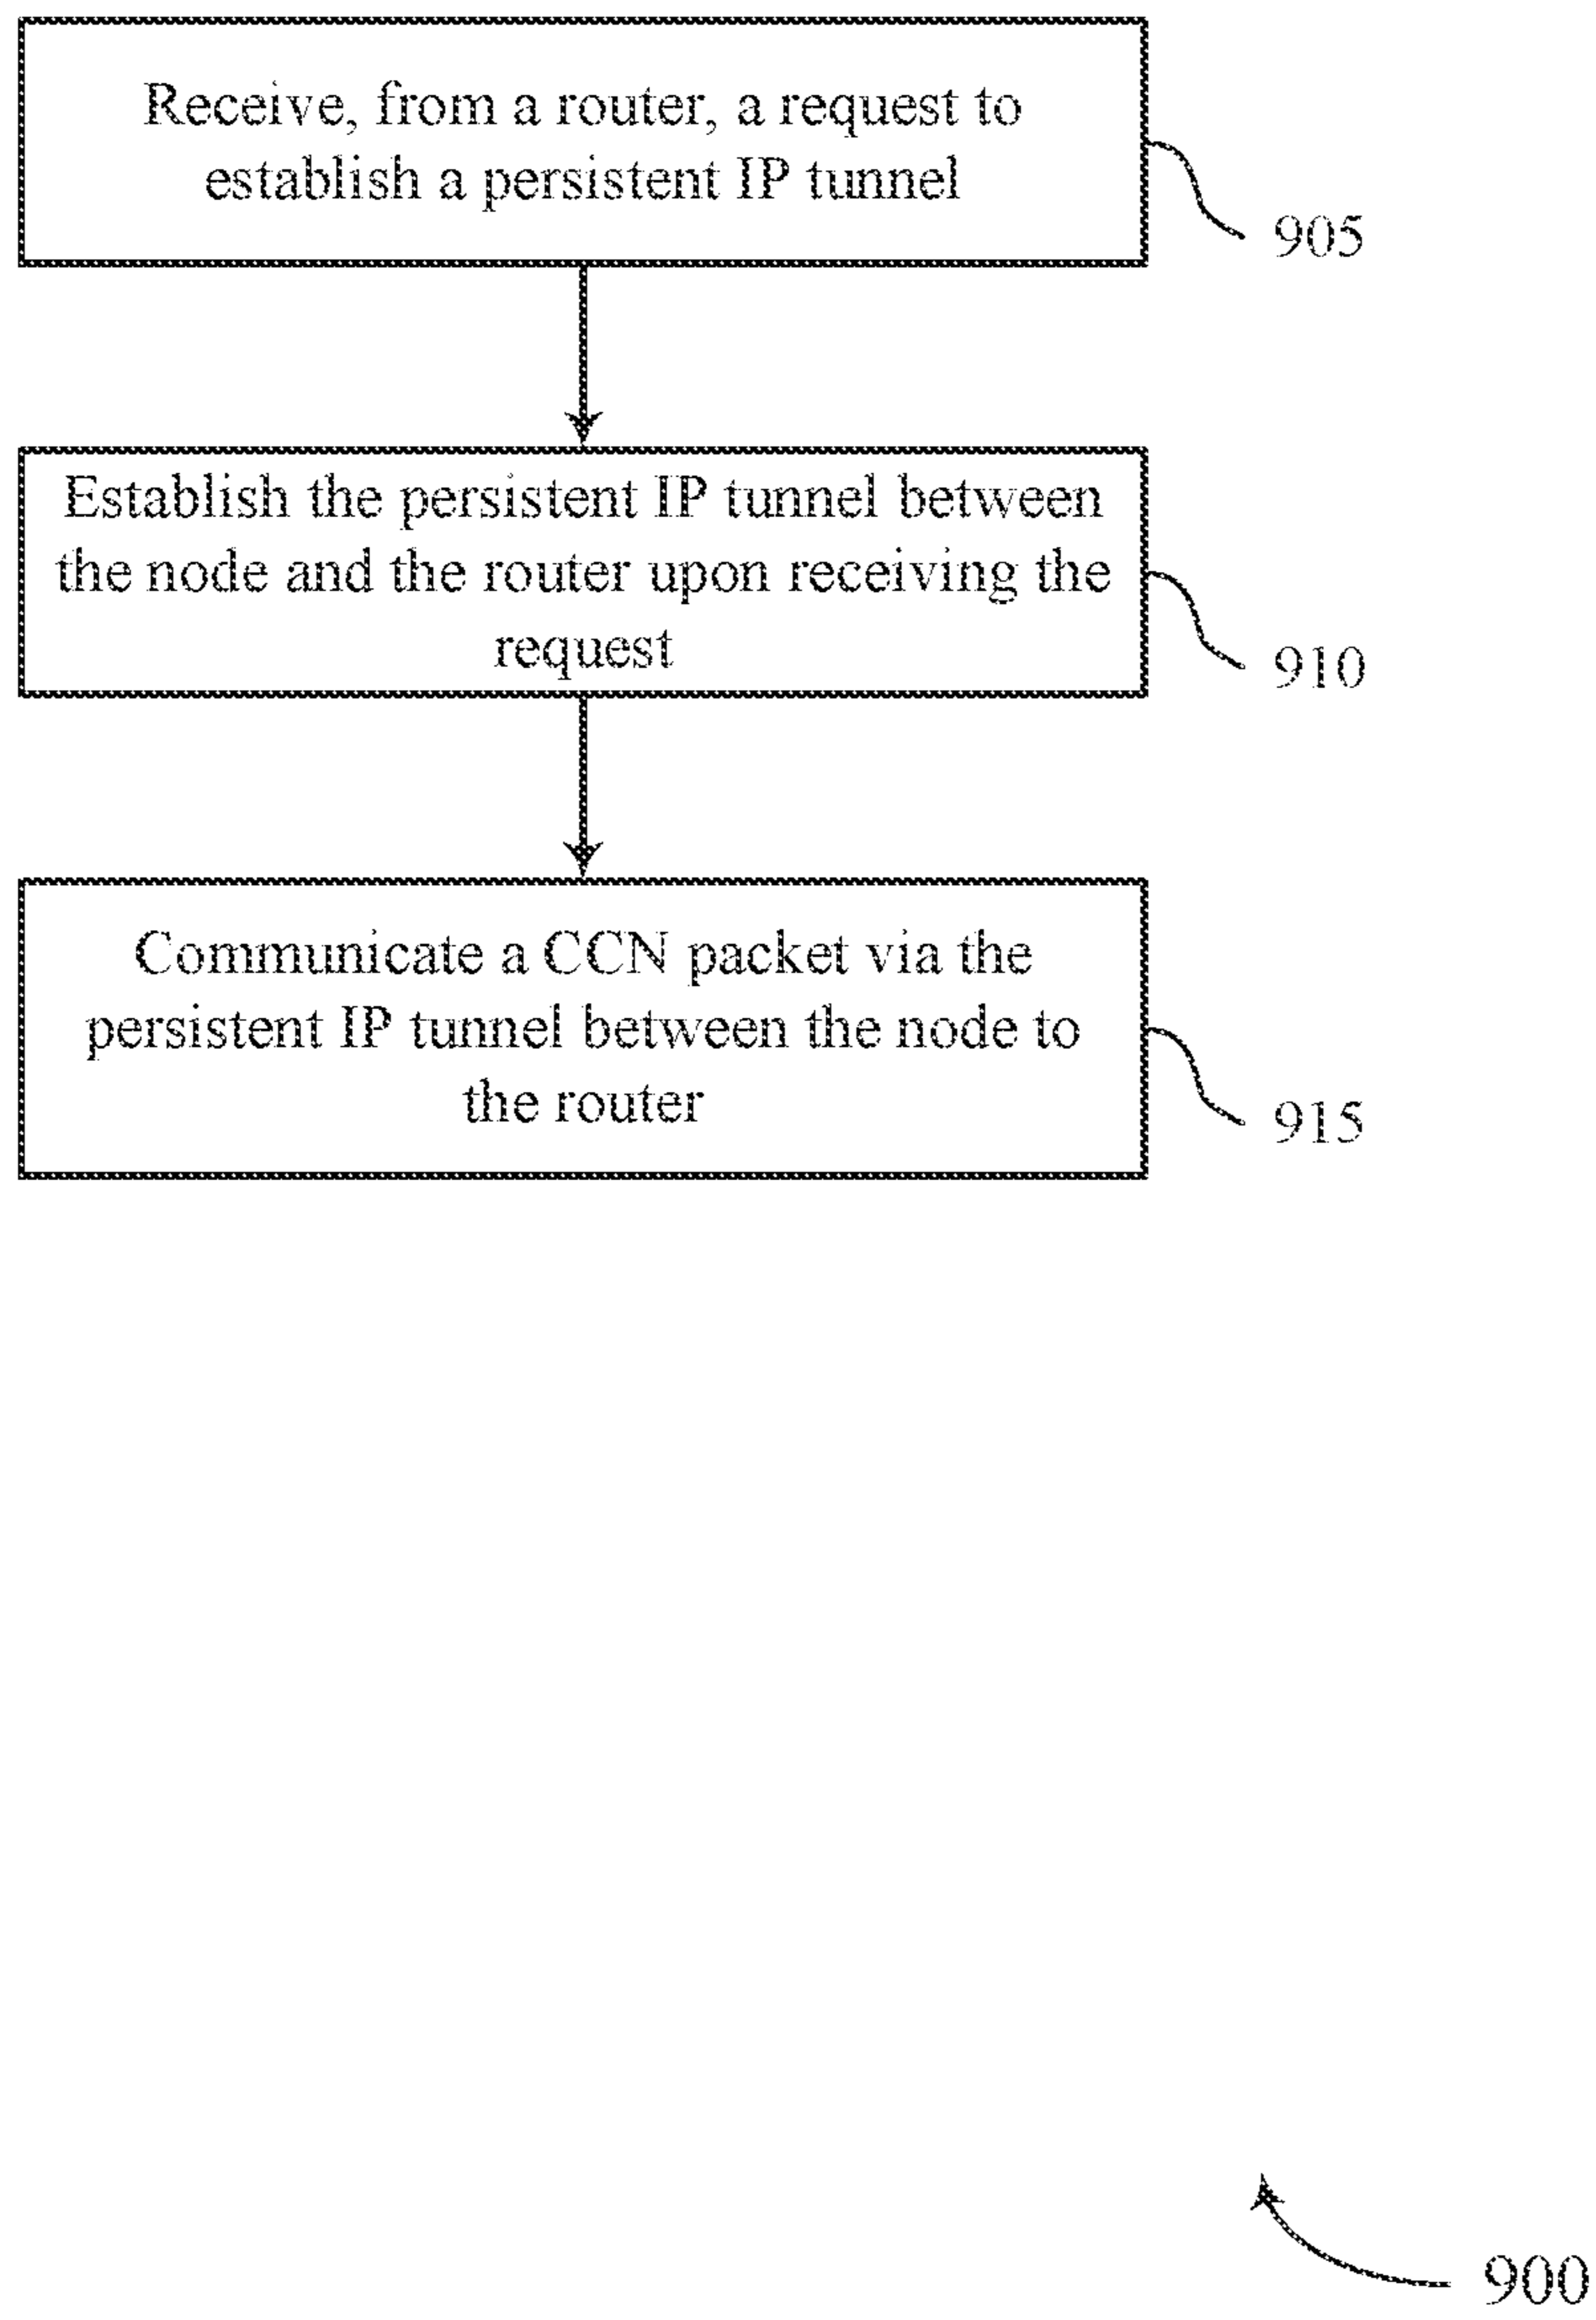 Receive, from a router, a request to
establish a persistent IP tunnel
905
Establish the persistent IP tunnel between
the node and the router upon receiving the
request
910
Communicate a CCN packet via the
persistent IP tunnel between the node to
the router
915
900